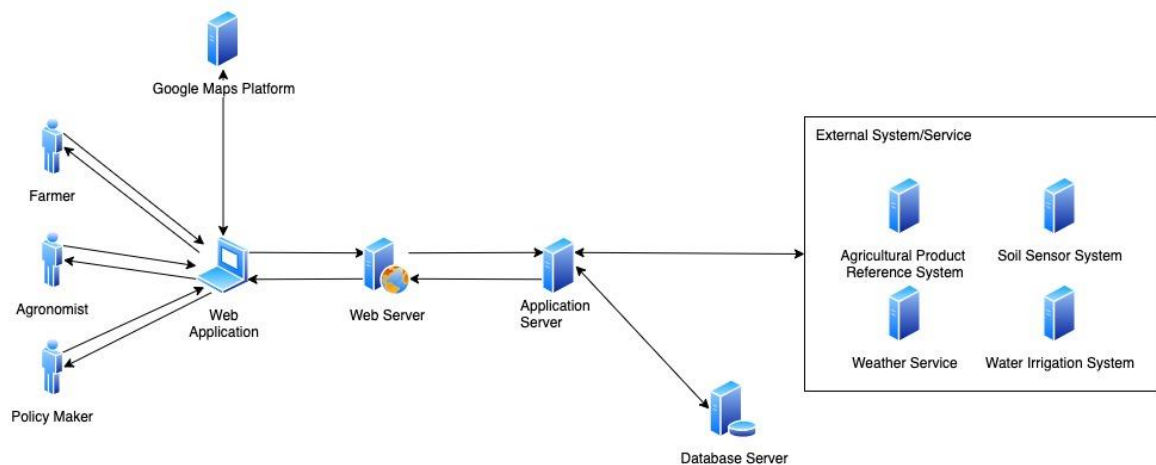 Google Maps Platform
External System/Service
Farmer
Agricultural Product
Reference System
Soil Sensor System
Agronomist
Web
Application
Web Server
Application
Server
Weather Service
Water Irrigation System
Policy Maker
Database Server